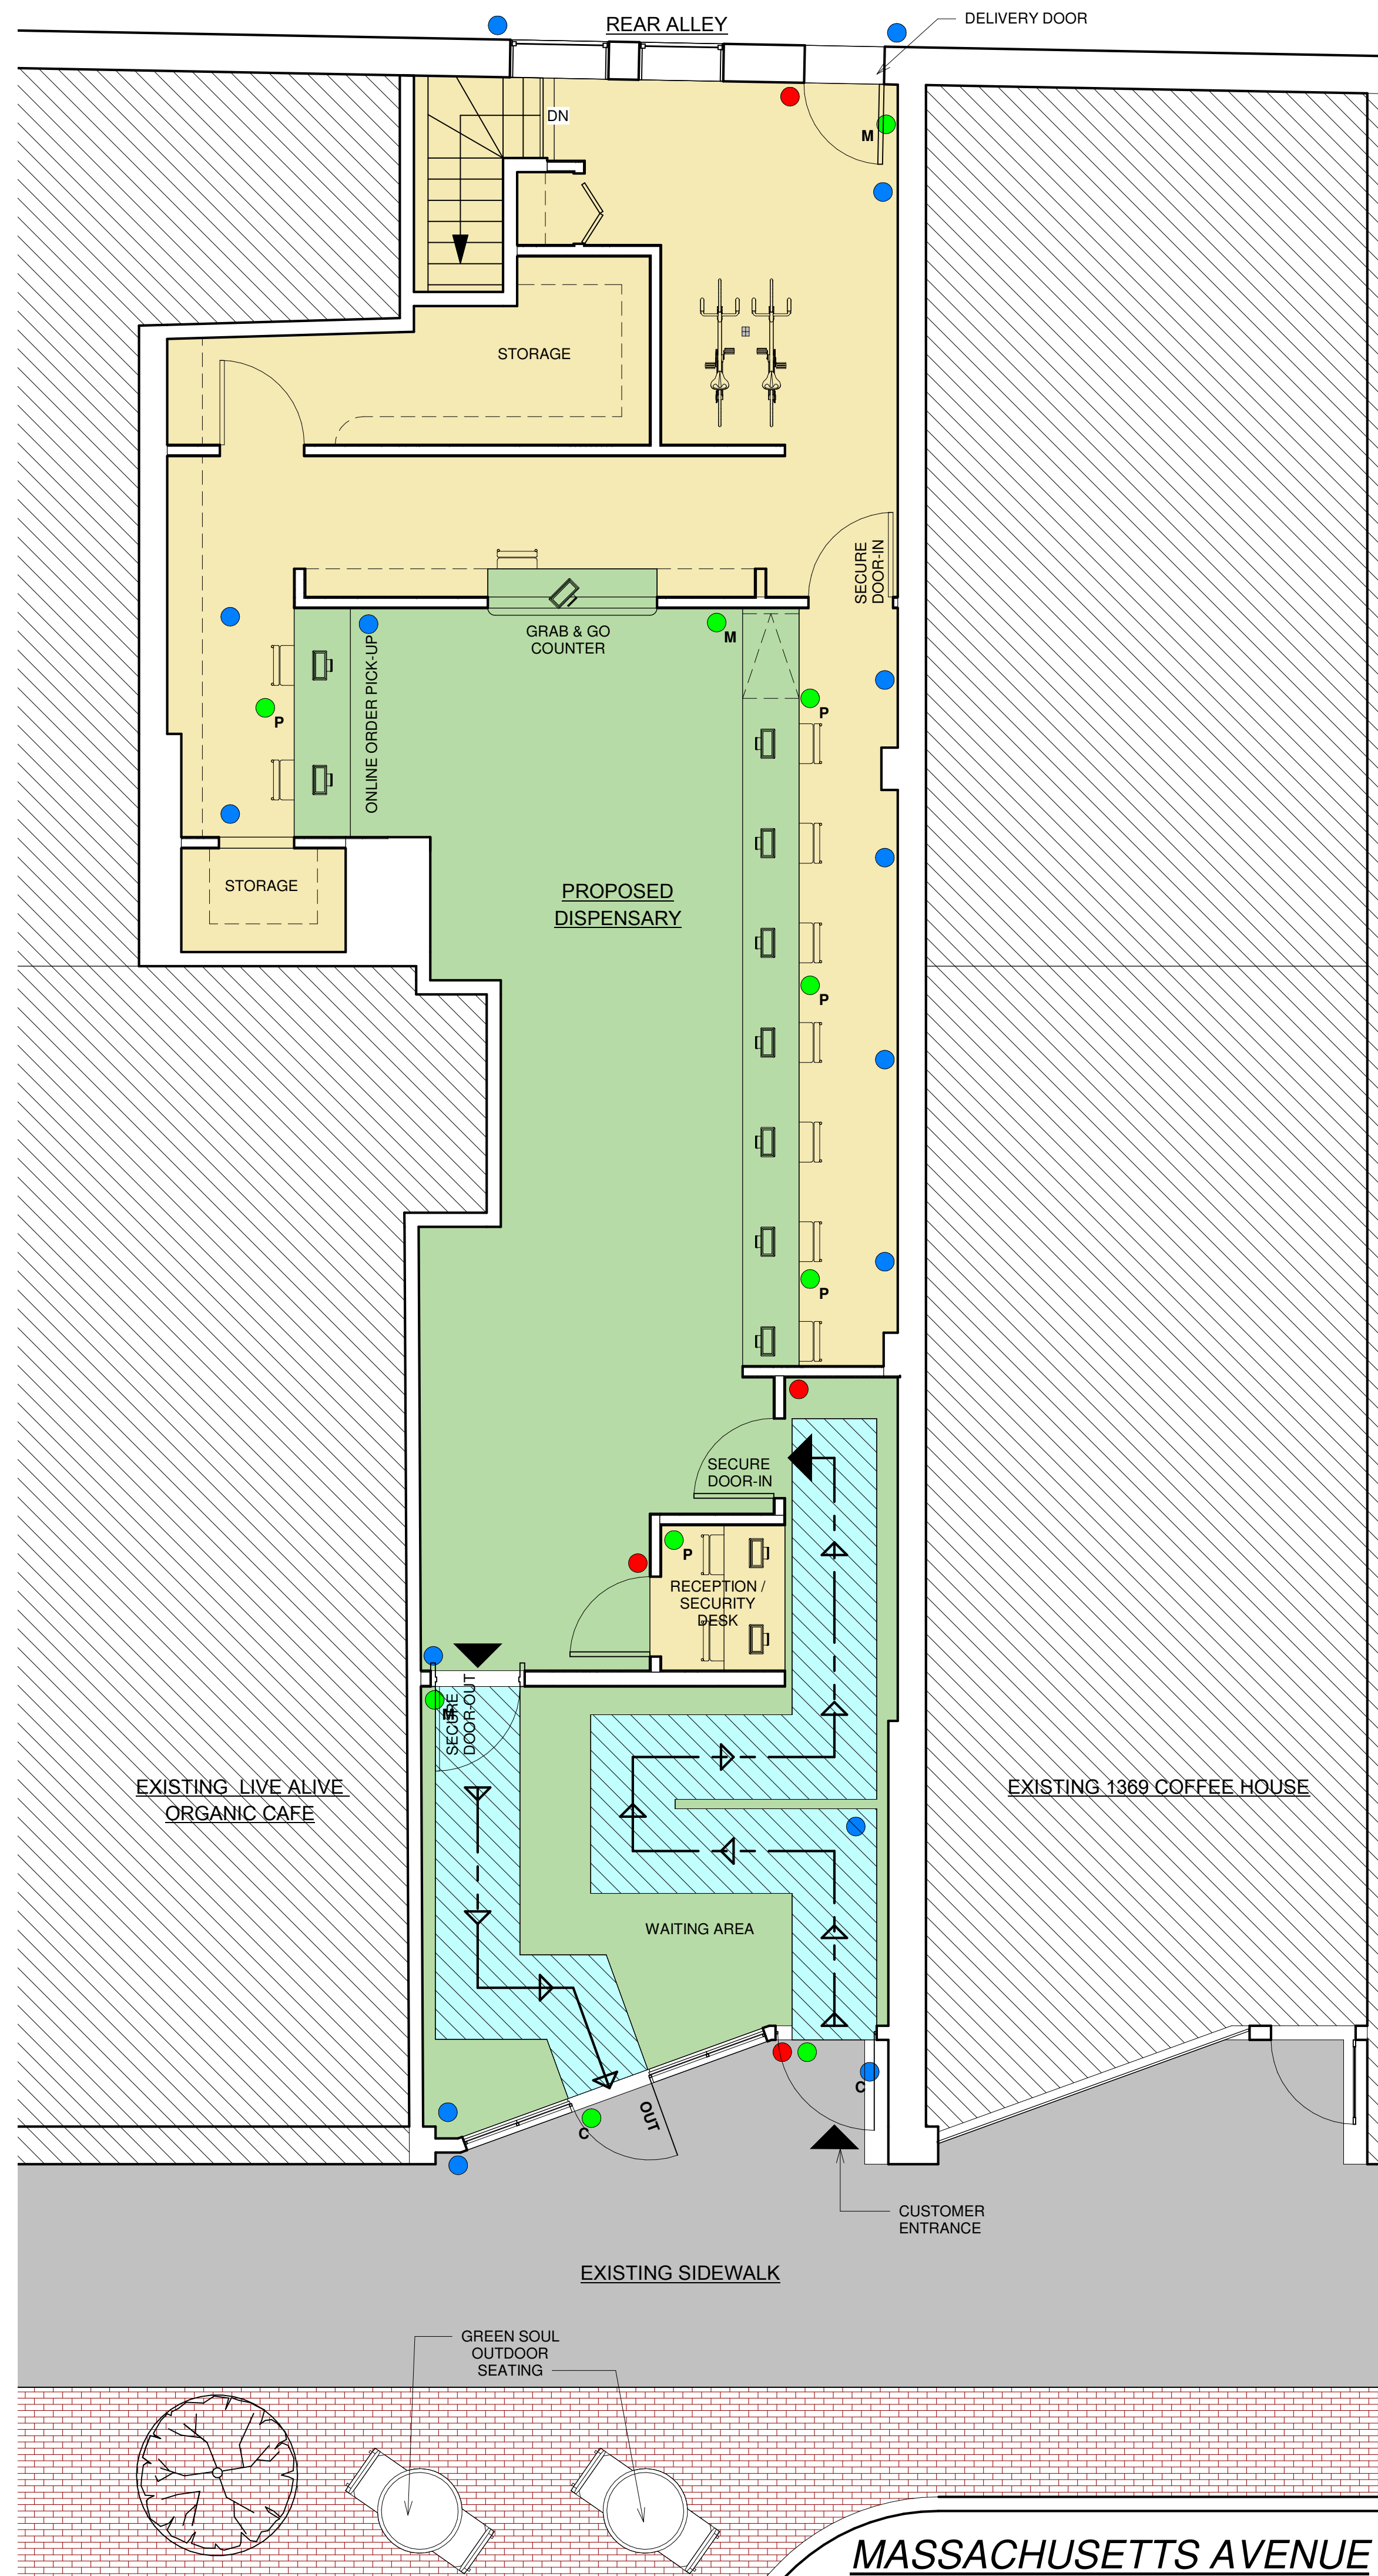 REAR ALLEY
DELIVERY DOOR
DN
M
STORAGE
SECURE
DOOR-IN
GRAB & GO
COUNTER
M
ONLINE ORDER PICK-UP
P
P
STORAGE
PROPOSED
DISPENSARY
P
P
SECURE
DOOR-IN
P
RECEPTION /
SECURITY
DESK
M
SECURE
DOOR-OUT
EXISTING LIVE ALIVE
ORGANIC CAFE
EXISTING 1369 COFFEE HOUSE
WAITING AREA
C
C
OUT
CUSTOMER
ENTRANCE
EXISTING SIDEWALK
GREEN SOUL
OUTDOOR
SEATING
MASSACHUSETTS AVENUE